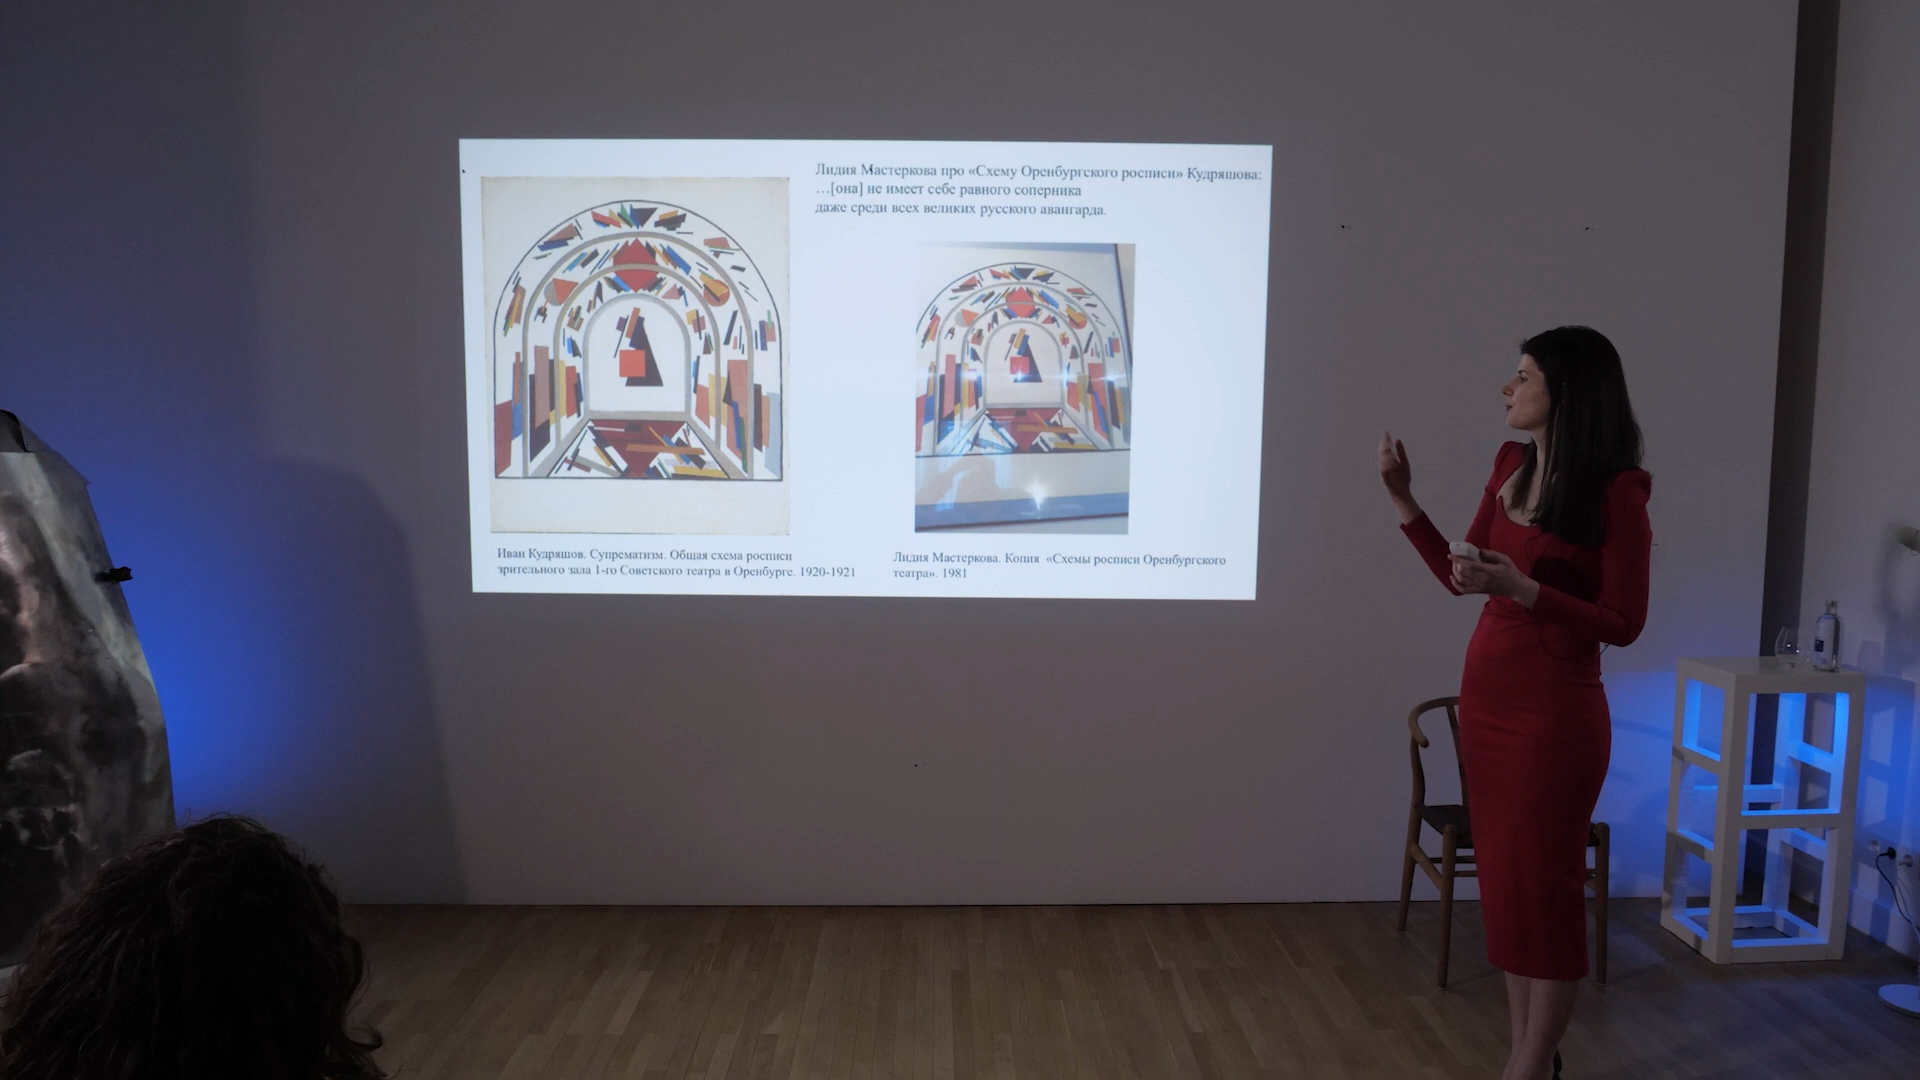 Лидия Мастеркова про «Схему Оренбургского росписи» Кудряшова:
…[она] не имеет себе равного соперника
даже среди всех великих русского авангарда.
Иван Кудряшов. Супрематизм. Общая схема росписи
зрительного зала 1-го Советского театра в Оренбурге. 1920-1921
Лидия Мастеркова. Копия «Схемы росписи Оренбургского
театра». 1981